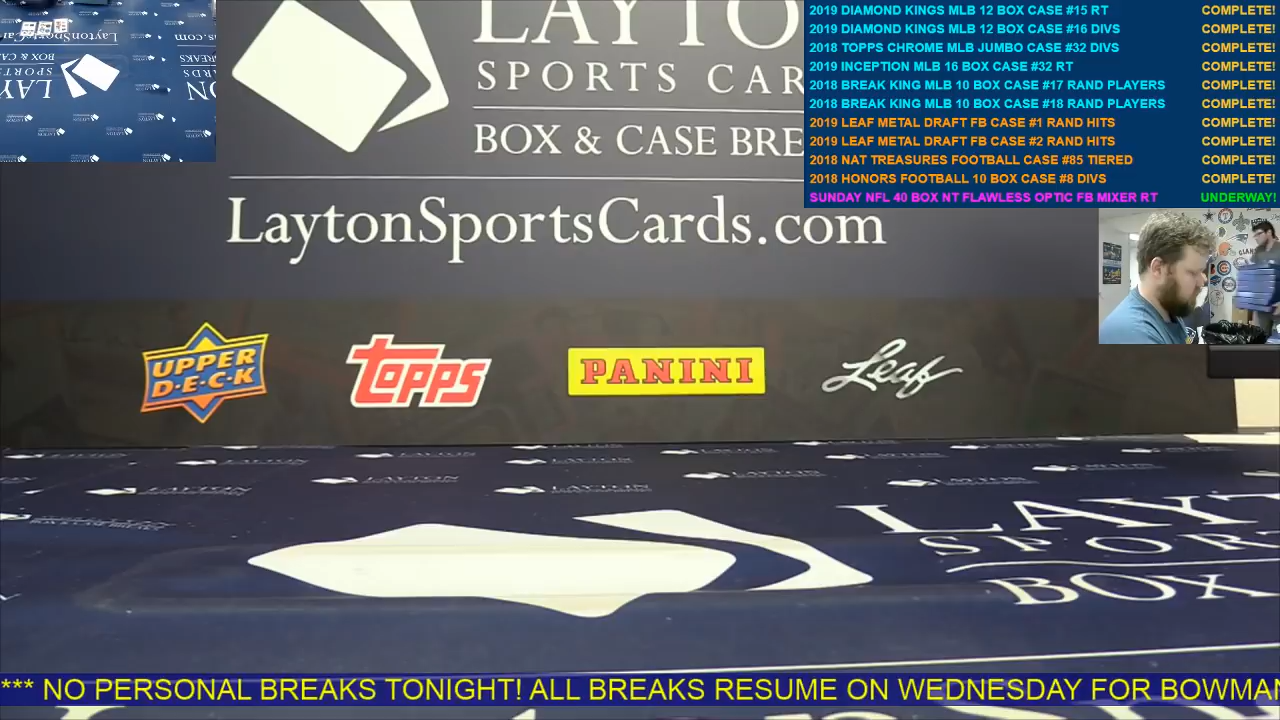 2019 DIAMOND KINGS MLB 12 BOX CASE #15 RT COMPLETE!
2019 DIAMOND KINGS MLB 12 BOX CASE #16 DIVS COMPLETE!
2018 TOPPS CHROME MLB JUMBO CASE #32 DIVS COMPLETE!
2019 INCEPTION MLB 16 BOX CASE #32 RT COMPLETE!
2018 BREAK KING MLB 10 BOX CASE #17 RAND PLAYERS COMPLETE!
2018 BREAK KING MLB 10 BOX CASE #18 RAND PLAYERS COMPLETE!
2019 LEAF METAL DRAFT FB CASE #1 RAND HITS COMPLETE!
2019 LEAF METAL DRAFT FB CASE #2 RAND HITS COMPLETE!
2018 NAT TREASURES FOOTBALL CASE #85 TIERED COMPLETE!
2018 HONORS FOOTBALL 10 BOX CASE #8 DIVS COMPLETE!
SUNDAY NFL 40 BOX NT FLAWLESS OPTIC FB MIXER RT UNDERWAY!
LAYTO
SPORTS CAR
BOX & CASE BRE
LaytonSportsCards.com
UPPER
D·E·C·K
topps
PANINI
Leaf
LAYT
SPOR
BOX
*** NO PERSONAL BREAKS TONIGHT! ALL BREAKS RESUME ON WEDNESDAY FOR BOWMAN